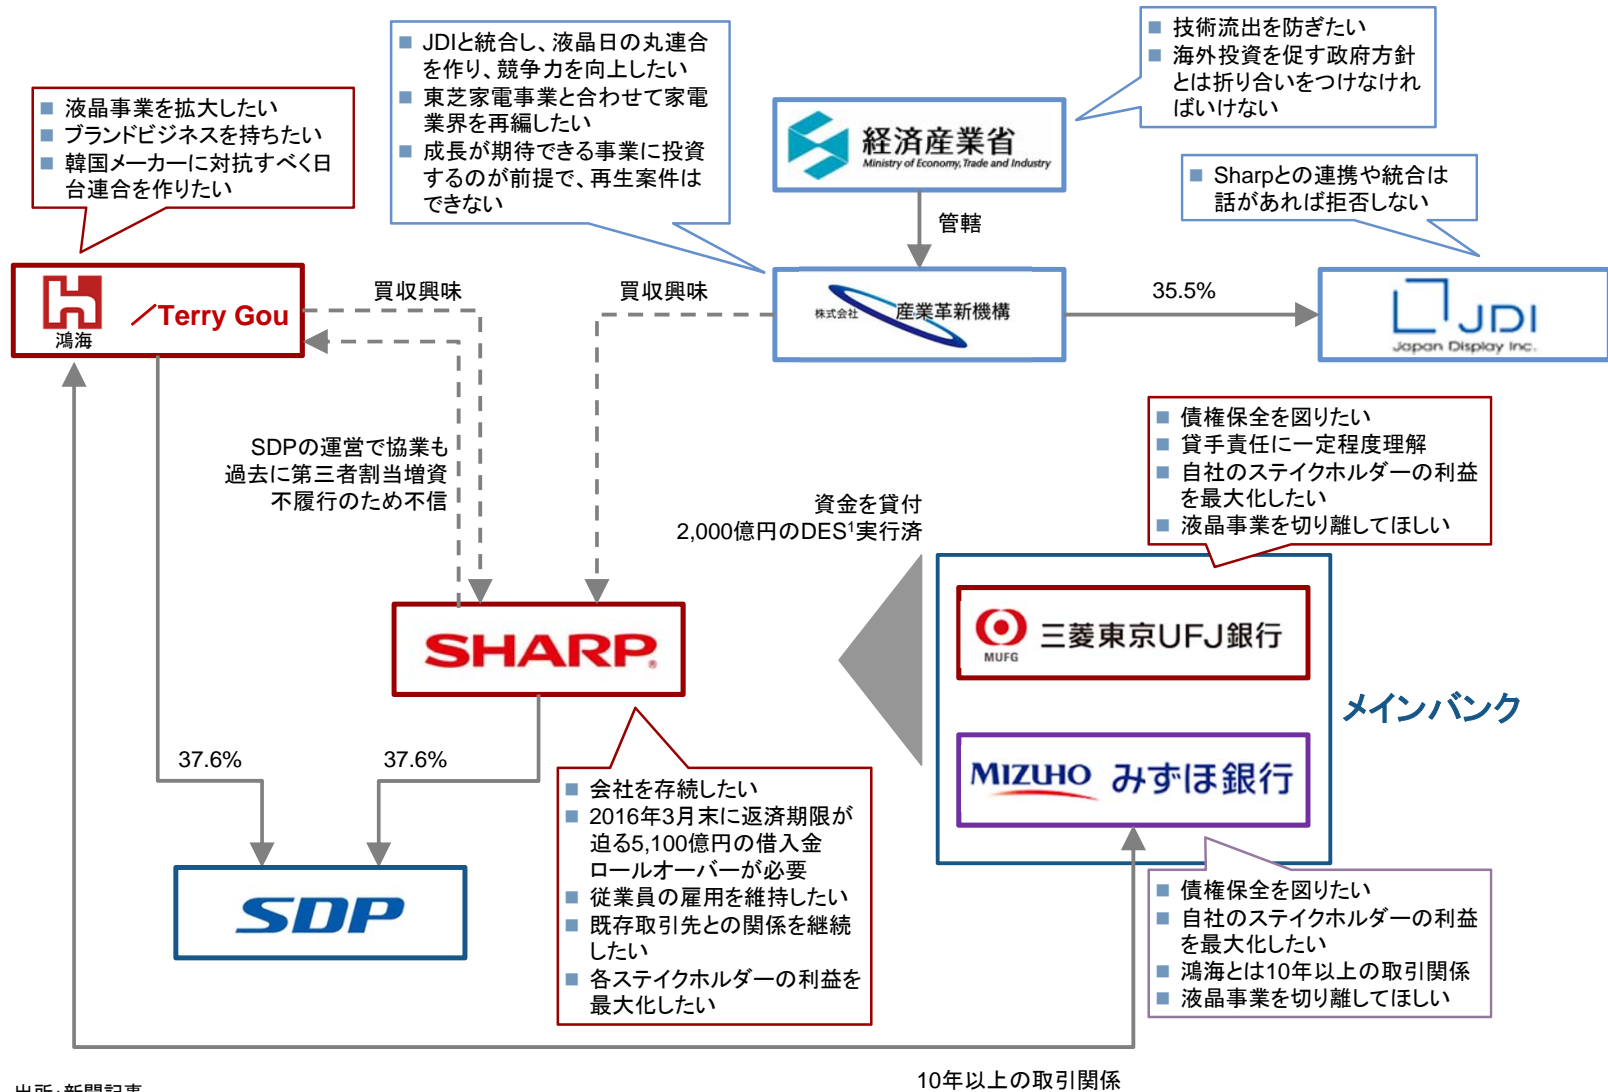 ■ JDIと統合し、液晶日の丸連合
を作り、競争力を向上したい
■ 東芝家電事業と合わせて家電
業界を再編したい
■ 成長が期待できる事業に投資
するのが前提で、再生案件は
できない
■ 技術流出を防ぎたい
■ 海外投資を促す政府方針
とは折り合いをつけなけれ
ばいけない
■ 液晶事業を拡大したい
■ ブランドビジネスを持ちたい
■ 韓国メーカーに対抗すべく日
台連合を作りたい
経済産業省
Ministry of Economy, Trade and Industry
■ Sharpとの連携や統合は
話があれば拒否しない
管轄
鴻海
／Terry Gou
買収興味
買収興味
株式会社 産業革新機構
35.5%
JDI
Japan Display Inc.
SDPの運営で協業も
過去に第三者割当増資
不履行のため不信
■ 債権保全を図りたい
■ 貸手責任に一定程度理解
■ 自社のステイクホルダーの利益
を最大化したい
■ 液晶事業を切り離してほしい
資金を貸付
2,000億円のDES¹実行済
SHARP®
MUFG
三菱東京UFJ銀行
メインバンク
MIZUHO みずほ銀行
37.6%
37.6%
SDP
■ 会社を存続したい
■ 2016年3月末に返済期限が
迫る5,100億円の借入金
ロールオーバーが必要
■ 従業員の雇用を維持したい
■ 既存取引先との関係を継続
したい
■ 各ステイクホルダーの利益を
最大化したい
■ 債権保全を図りたい
■ 自社のステイクホルダーの利益
を最大化したい
■ 鴻海とは10年以上の取引関係
■ 液晶事業を切り離してほしい
10年以上の取引関係
出所：新聞記事